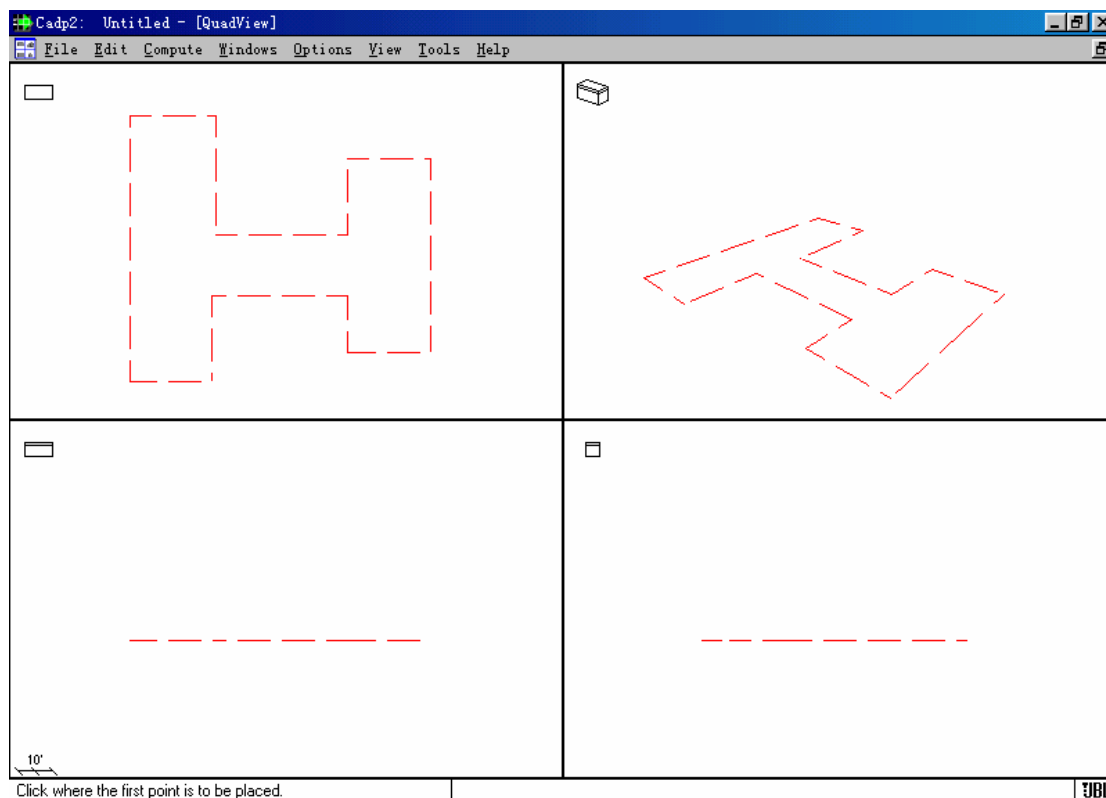 Cadp2: Untitled - [QuadView]
File Edit Compute Windows Options View Tools Help
10'
Click where the first point is to be placed.
JBL